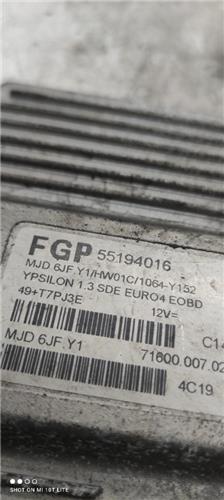 FGP 55194016
MJD 6JF.Y1/HW01C/1064-Y152
YPSILON 1.3 SDE EURO4 EOBD
49+T7PJ3E 12V= C14
MJD 6JF.Y1 71600 007.02
4C19
SHOT ON MI 10T LITE